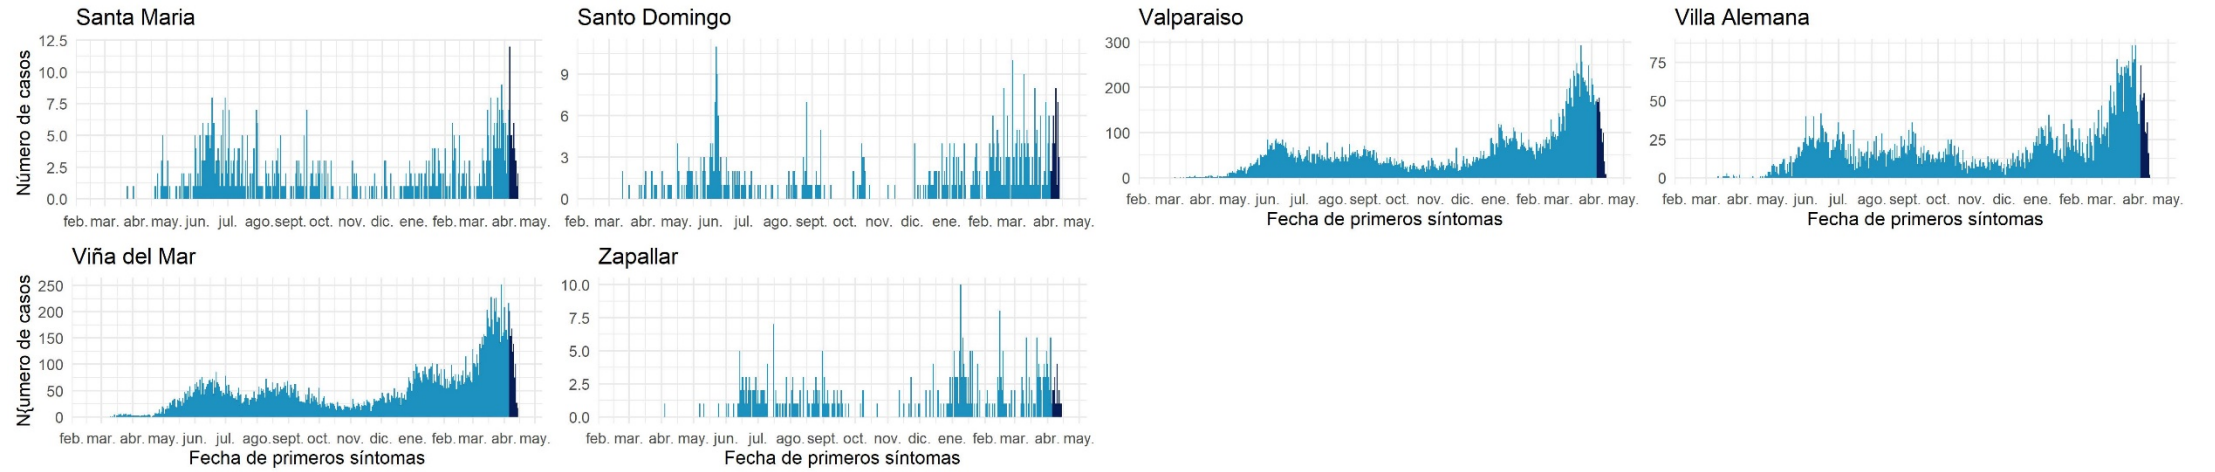 Santa Maria
Santo Domingo
Valparaiso
Villa Alemana
Número de casos
12.5
10.0
7.5
5.0
2.5
0.0
feb. mar. abr. may. jun. jul. ago. sept. oct. nov. dic. ene. feb. mar. abr. may.
9
6
3
0
feb. mar. abr. may. jun. jul. ago. sept. oct. nov. dic. ene. feb. mar. abr. may.
300
200
100
0
feb. mar. abr. may. jun. jul. ago. sept. oct. nov. dic. ene. feb. mar. abr. may.
Fecha de primeros síntomas
75
50
25
0
feb. mar. abr. may. jun. jul. ago. sept. oct. nov. dic. ene. feb. mar. abr. may.
Fecha de primeros síntomas
Viña del Mar
Zapallar
N{umero de casos
250
200
150
100
50
0
feb. mar. abr. may. jun. jul. ago. sept. oct. nov. dic. ene. feb. mar. abr. may.
Fecha de primeros síntomas
10.0
7.5
5.0
2.5
0.0
feb. mar. abr. may. jun. jul. ago. sept. oct. nov. dic. ene. feb. mar. abr. may.
Fecha de primeros síntomas